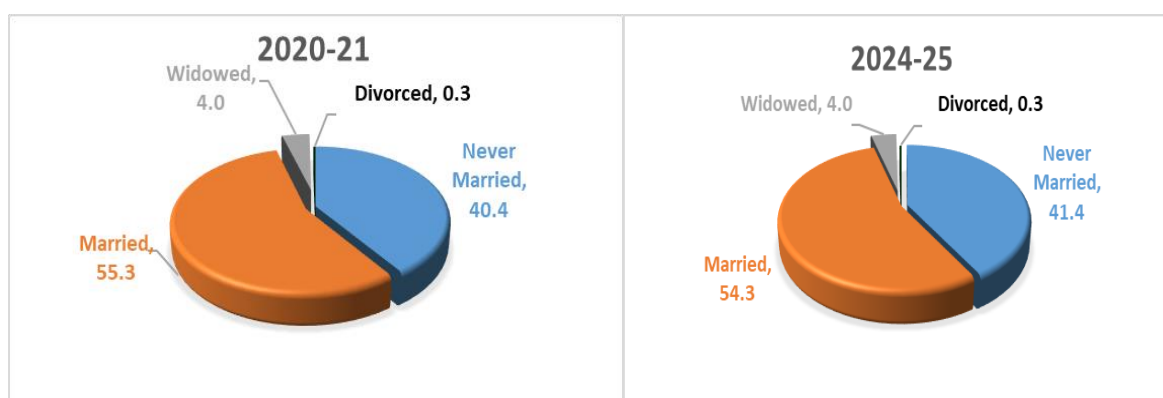 2020-21
Widowed,
4.0
Divorced, 0.3
Never
Married,
40.4
Married,
55.3
2024-25
Widowed, 4.0
Divorced, 0.3
Never
Married,
41.4
Married,
54.3